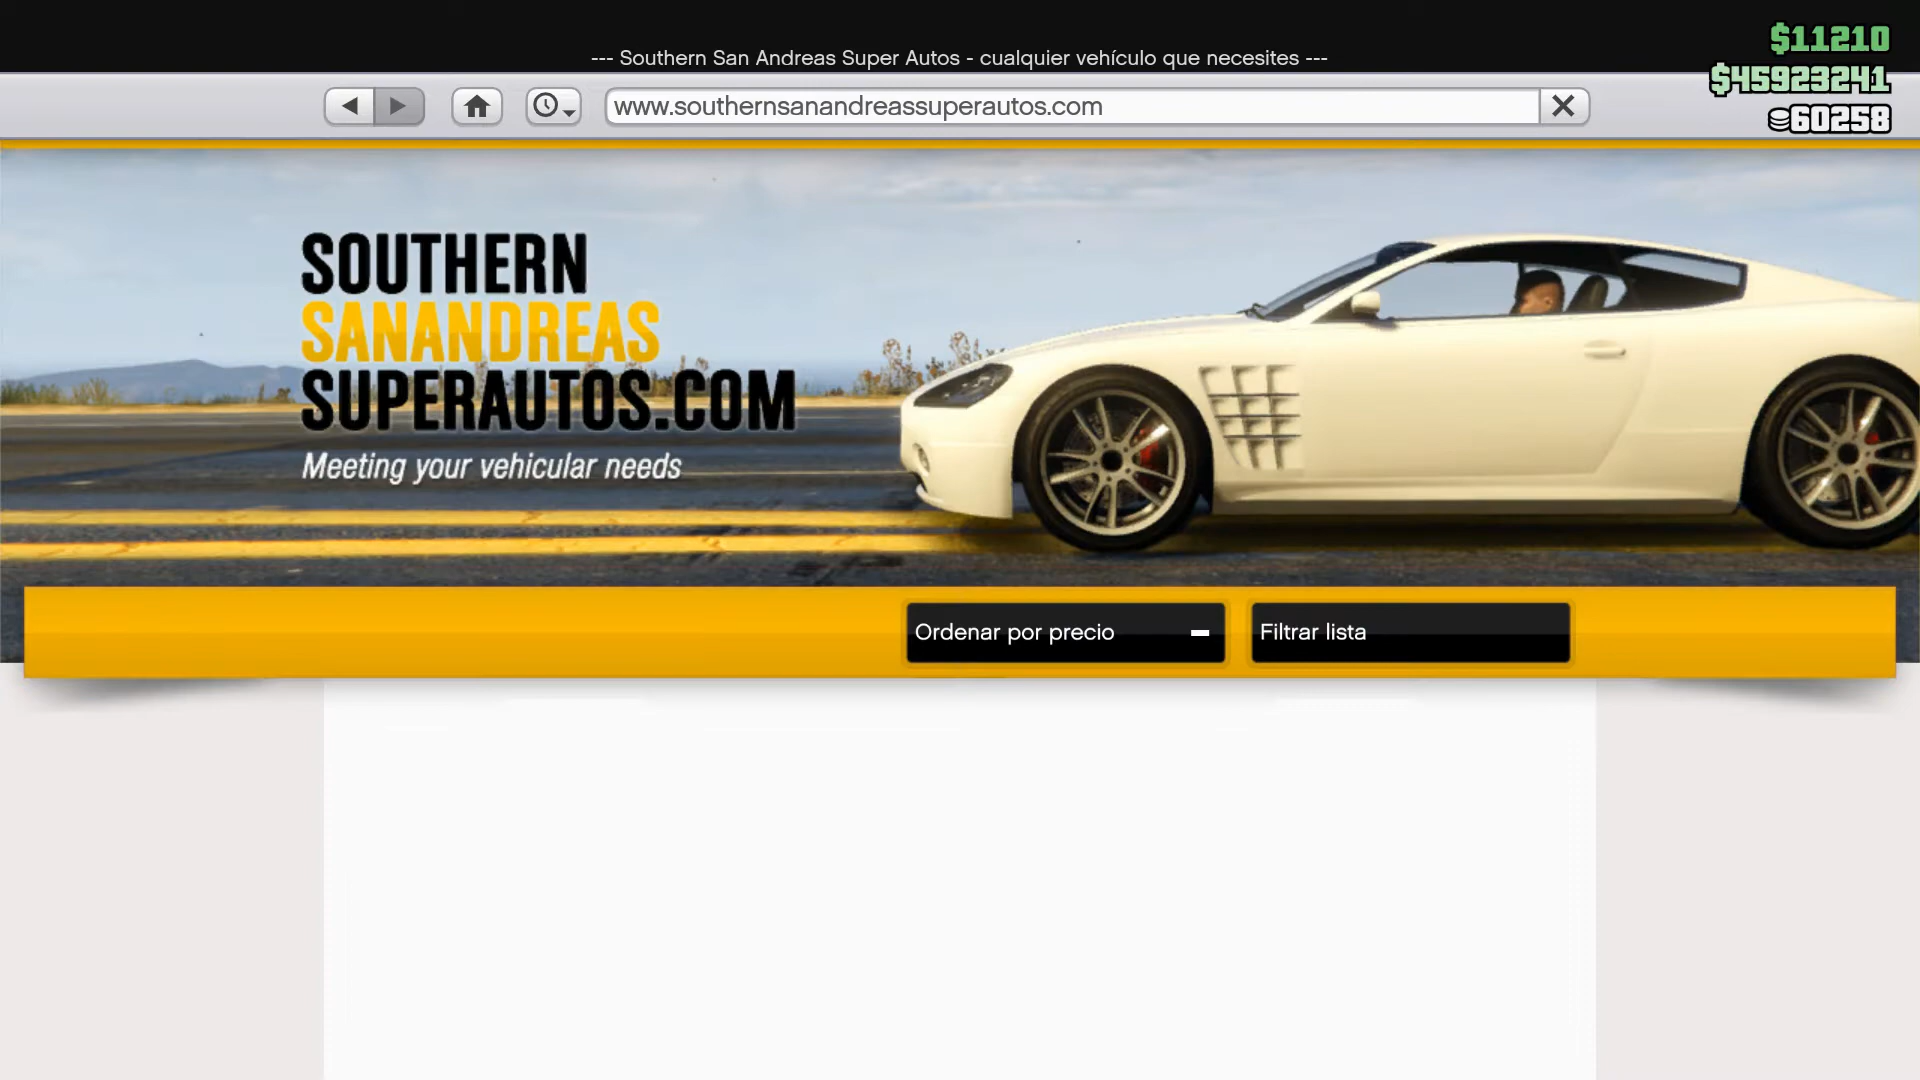 --- Southern San Andreas Super Autos - cualquier vehículo que necesites ---
$11210
$45923241
60258
www.southernsanandreassuperautos.com
SOUTHERN
SANANDREAS
SUPERAUTOS.COM
Meeting your vehicular needs
Ordenar por precio
Filtrar lista